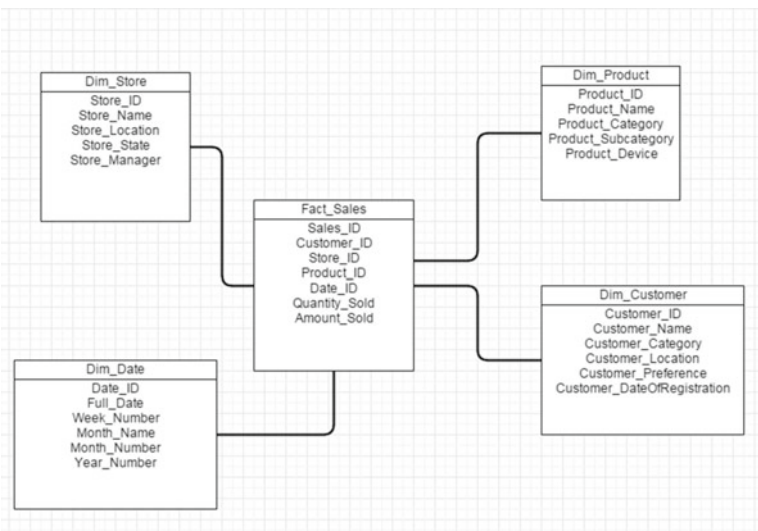 Dim_Store
Store_ID
Store_Name
Store_Location
Store_State
Store_Manager
Dim_Product
Product_ID
Product_Name
Product_Category
Product_Subcategory
Product_Device
Fact_Sales
Sales_ID
Customer_ID
Store_ID
Product_ID
Date_ID
Quantity_Sold
Amount_Sold
Dim_Customer
Customer_ID
Customer_Name
Customer_Category
Customer_Location
Customer_Preference
Customer_DateOfRegistration
Dim_Date
Date_ID
Full_Date
Week_Number
Month_Name
Month_Number
Year_Number